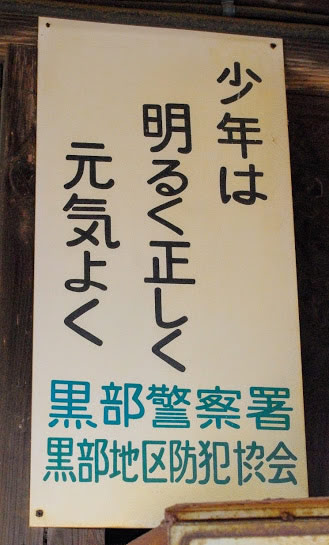 少年は
明るく正しく
元気よく
黒部警察署
黒部地区防犯協会